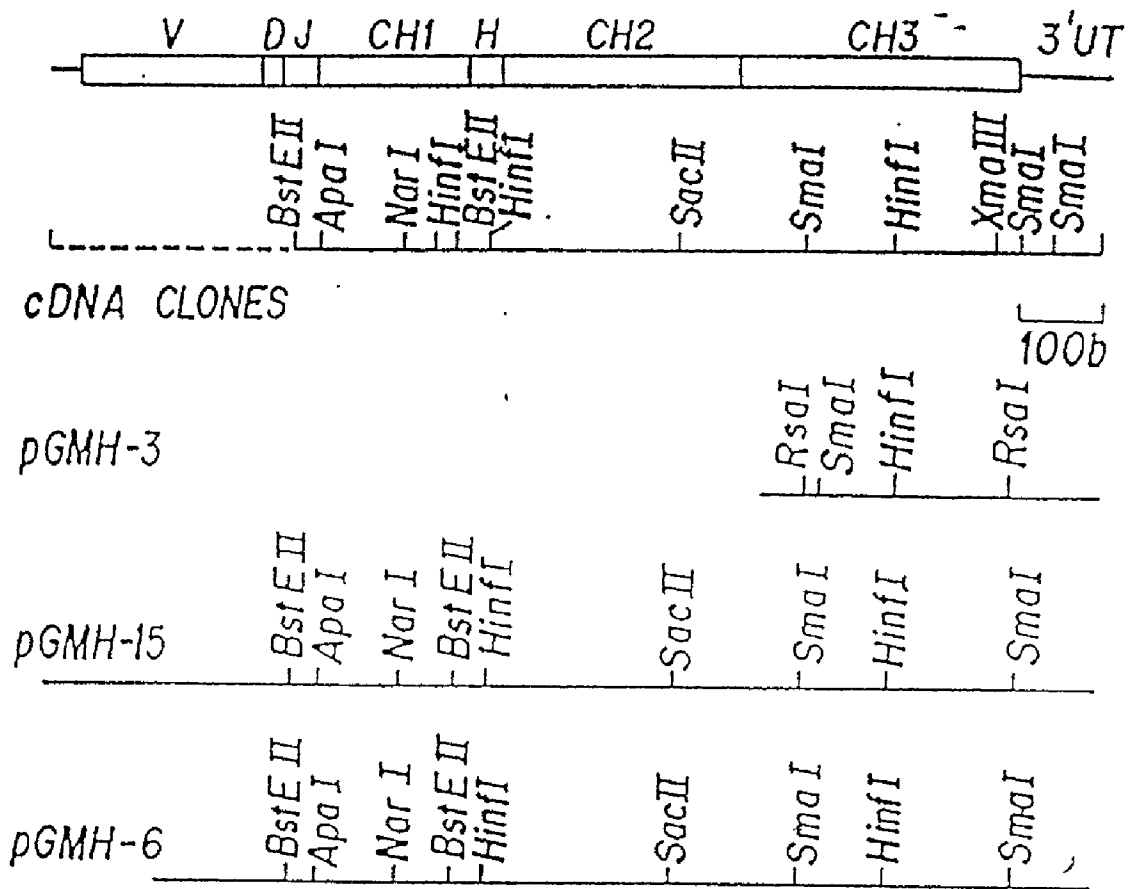 V D J CH1 H CH2 CH3 3'UT
BstEII ApaI NarI HinfI BstEII HinfI SacII SmaI HinfI XmaIII SmaI SmaI
cDNA CLONES
100b
pGMH-3
RsaI SmaI HinfI RsaI
pGMH-15
BstEII ApaI NarI BstEII HinfI SacII SmaI HinfI SmaI
pGMH-6
BstEII ApaI NarI BstEII HinfI SacII SmaI HinfI SmaI